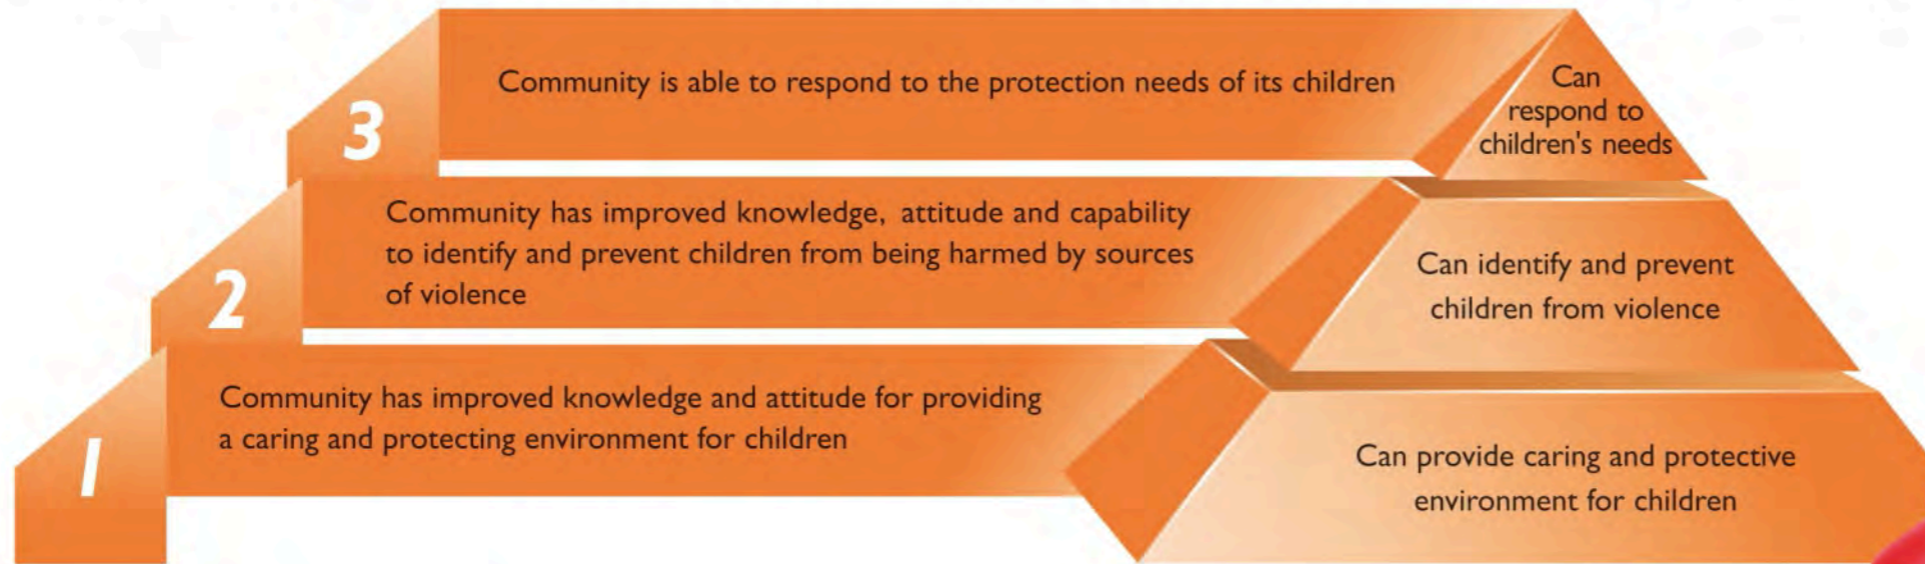 3
Community is able to respond to the protection needs of its children
Can
respond to
children's needs
2
Community has improved knowledge, attitude and capability
to identify and prevent children from being harmed by sources
of violence
Can identify and prevent
children from violence
1
Community has improved knowledge and attitude for providing
a caring and protecting environment for children
Can provide caring and protective
environment for children